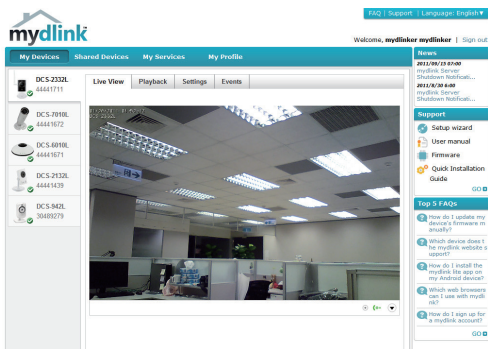 FAQ | Support | Language: English▼
mydlink
Welcome, mydlinker mydlinker | Sign out
My Devices Shared Devices My Services My Profile
DCS-2332L
44441711
DCS-7010L
44441672
DCS-6010L
44441671
DCS-2132L
44441439
DCS-942L
30489279
Live View Playback Settings Events
News
2011/09/15 07:00
mydlink Server
Shutdown Notificati...
2011/8/30 6:00
mydlink Server
Shutdown Notificati...
Support
Setup wizard
User manual
Firmware
Quick Installation
Guide
GO
Top 5 FAQs
How do I update my
device's firmware m
anually?
Which device does t
he mydlink website s
upport?
How do I install the
mydlink lite app on
my Android device?
Which web browsers
can I use with mydli
nk?
How do I sign up for
a mydlink account?
GO